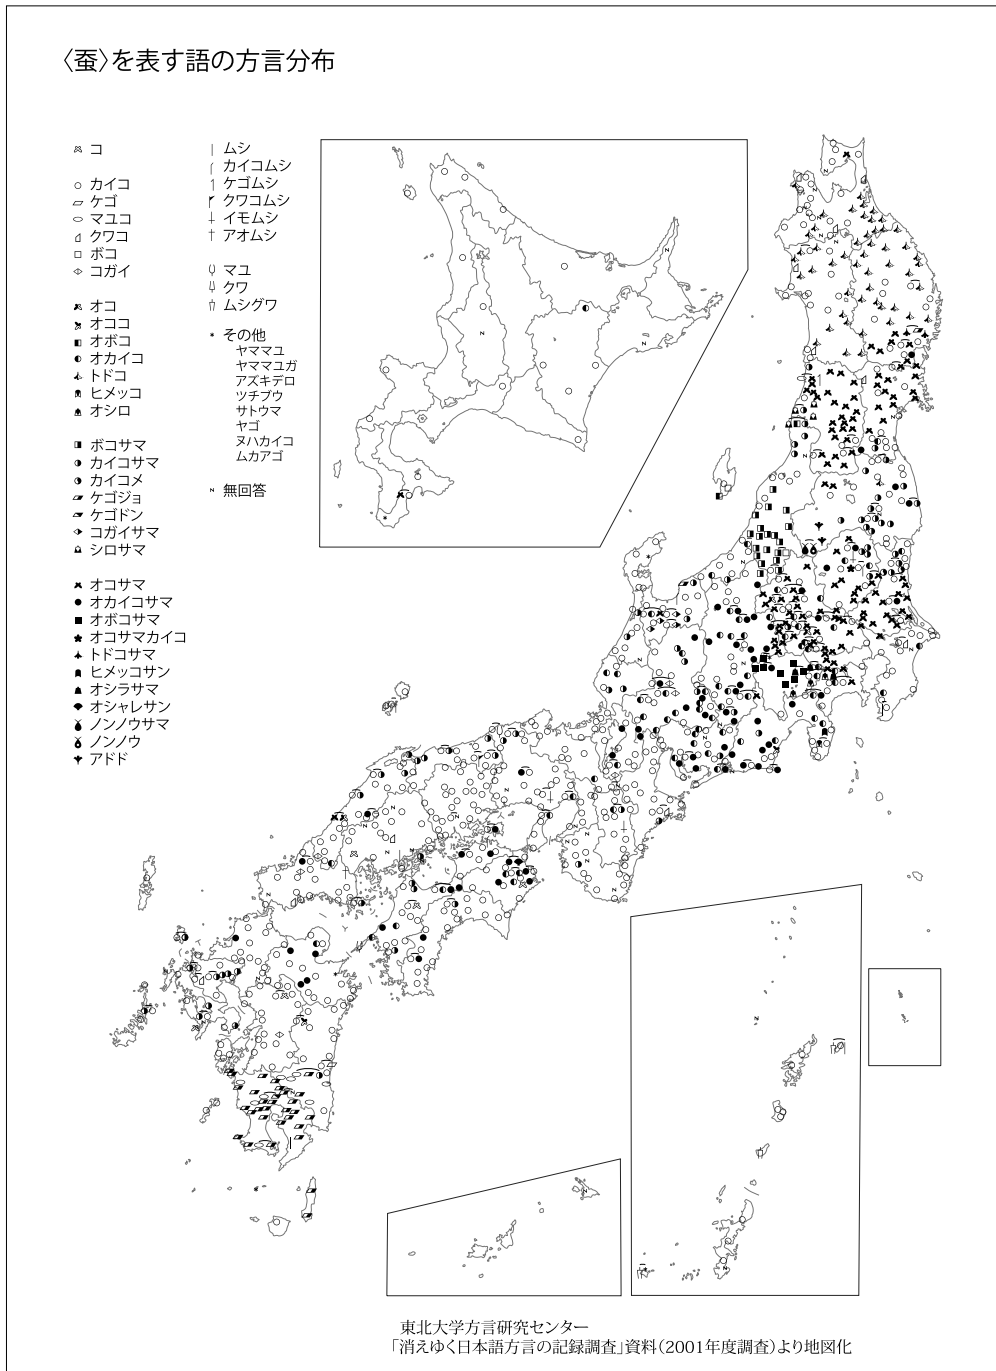 〈蚕〉を表す語の方言分布
コ
カイコ
ケゴ
マユコ
クワコ
ボコ
コガイ
オコ
オココ
オボコ
オカイコ
トドコ
ヒメッコ
オシロ
ボコサマ
カイコサマ
カイコメ
ケゴジョ
ケゴドン
コガイサマ
シロサマ
オコサマ
オカイコサマ
オボコサマ
オコサマカイコ
トドコサマ
ヒメッコサン
オシラサマ
オシャレサン
ノンノウサマ
ノンノウ
アドド
ムシ
カイコムシ
ケゴムシ
クワコムシ
イモムシ
アオムシ
マユ
クワ
ムシグワ
その他
ヤママユ
ヤママユガ
アズキデロ
ツチブウ
サトウマ
ヤゴ
ヌハカイコ
ムカアゴ
無回答
東北大学方言研究センター
「消えゆく日本語方言の記録調査」資料（2001年度調査）より地図化